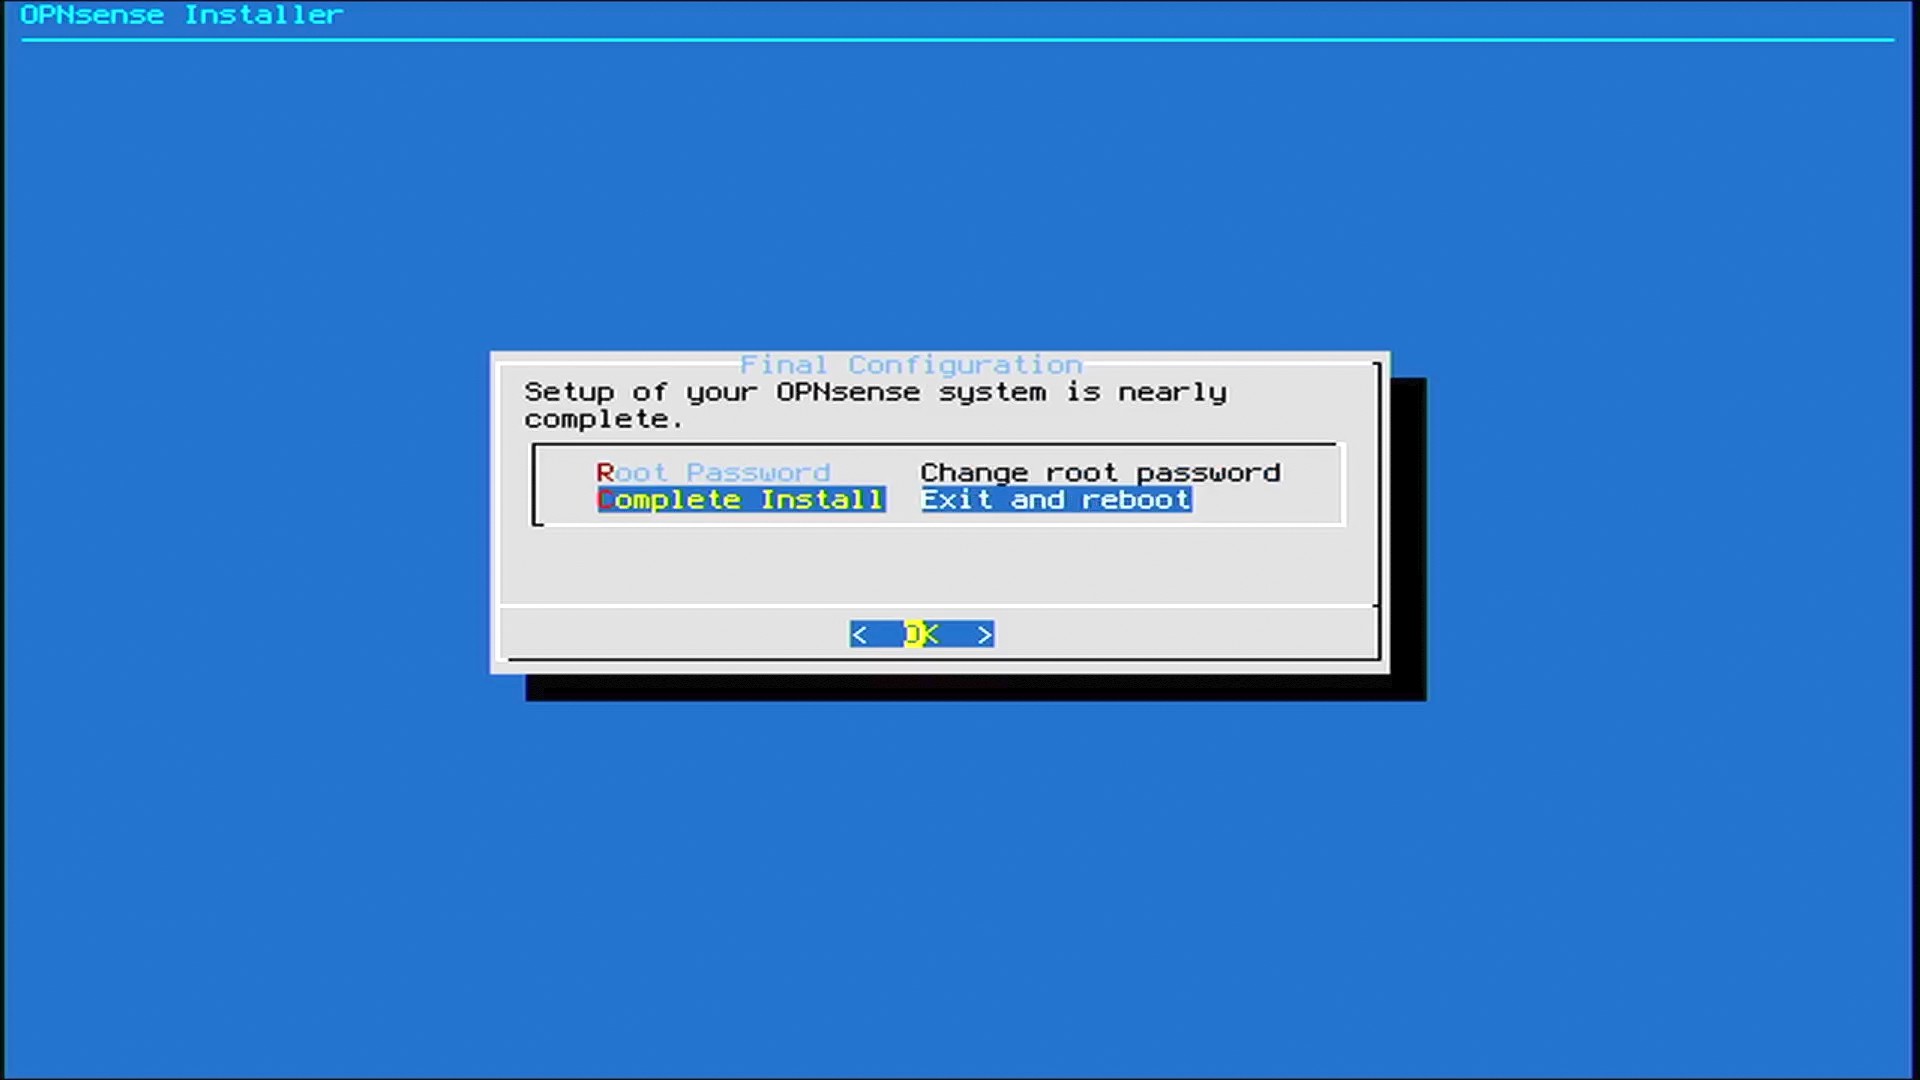 OPNsense Installer
Final Configuration
Setup of your OPNsense system is nearly
complete.
Root Password Change root password
Complete Install Exit and reboot
< OK >